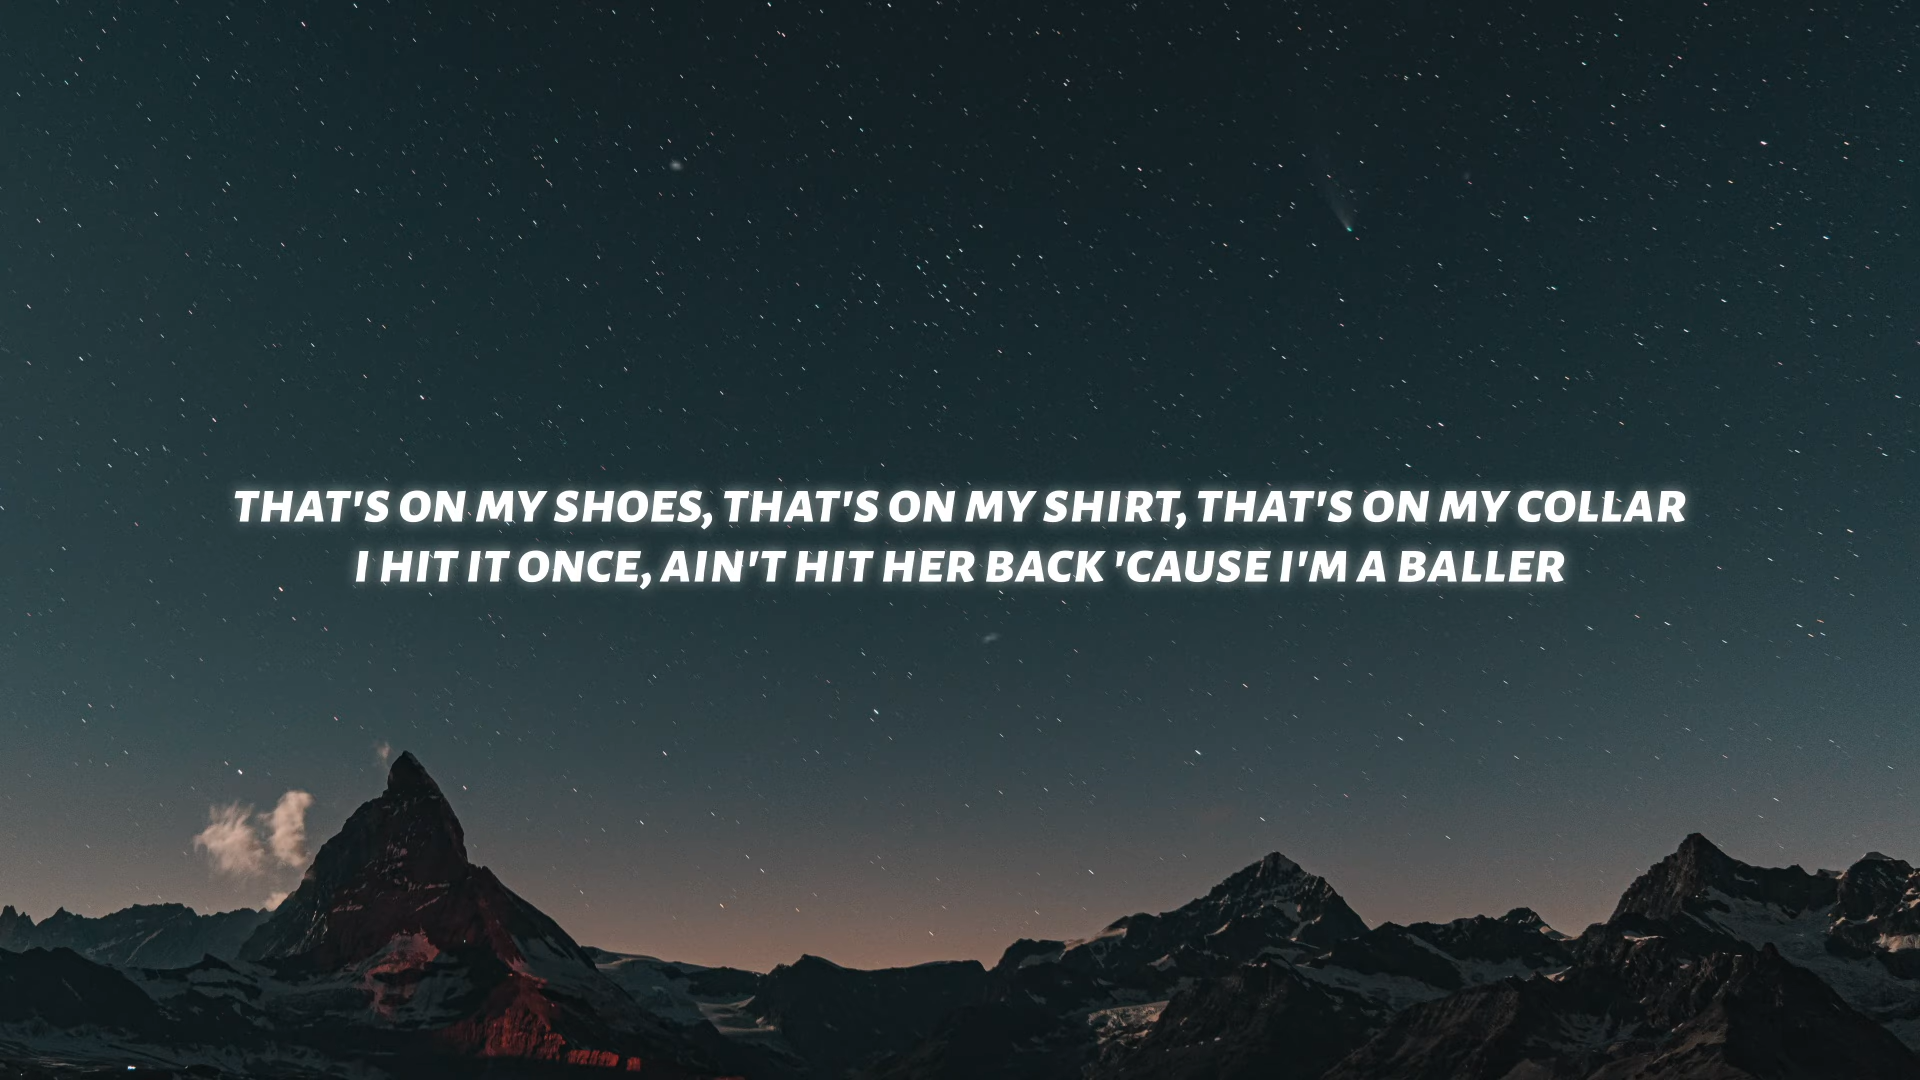 THAT'S ON MY SHOES, THAT'S ON MY SHIRT, THAT'S ON MY COLLAR
I HIT IT ONCE, AIN'T HIT HER BACK 'CAUSE I'M A BALLER